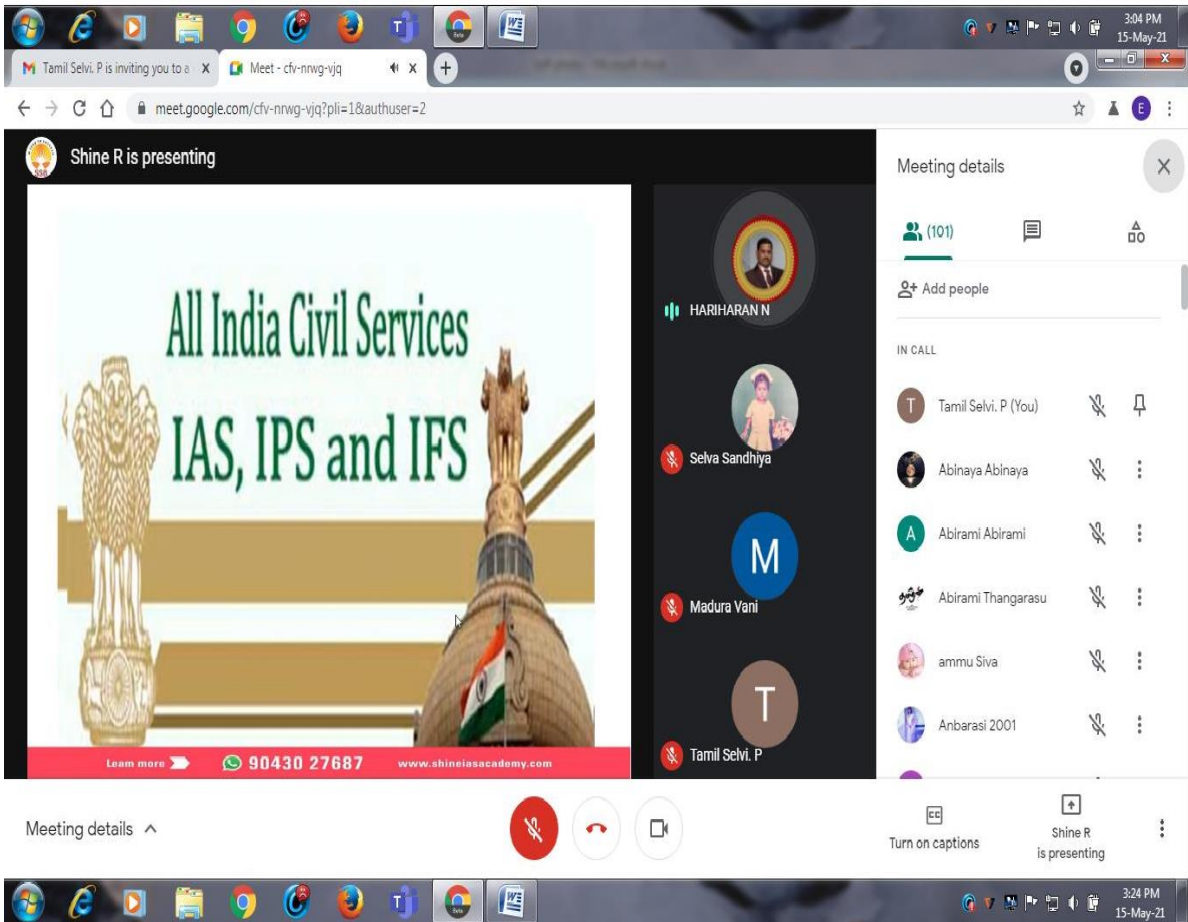 3:04 PM
15-May-21
Tamil Selvi. P is inviting you to a
Meet - cfv-nrwg-vjq
meet.google.com/cfv-nrwg-vjq?pli=1&authuser=2
E
Shine R is presenting
All India Civil Services
IAS, IPS and IFS
Learn more
90430 27687
www.shineiasacademy.com
HARIHARAN N
Selva Sandhiya
M
Madura Vani
T
Tamil Selvi. P
Meeting details
(101)
Add people
IN CALL
T Tamil Selvi. P (You)
Abinaya Abinaya
A Abirami Abirami
Abirami Thangarasu
ammu Siva
Anbarasi 2001
Meeting details
CC
Turn on captions
Shine R
is presenting
Beta
3:24 PM
15-May-21